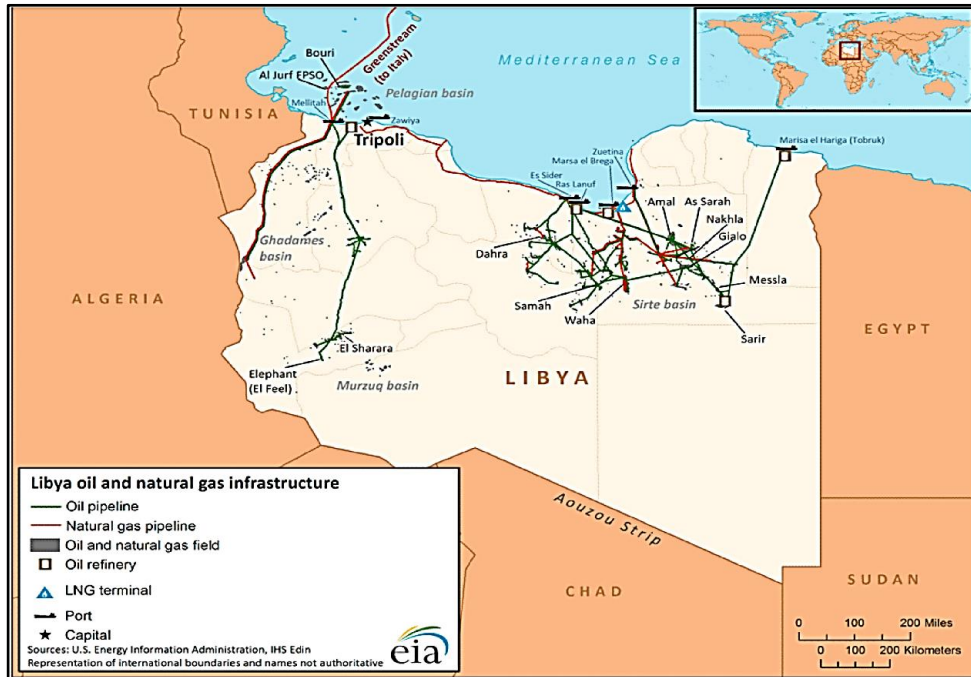 Bouri
Al Jurf FPSO
Greenstream
(to Italy)
Mediterranean Sea
Pelagian basin
TUNISIA
Mellitah
Zawiya
Tripoli
Marisa el Hariga (Tobruk)
Zuetina
Marsa el Brega
Es Sider
Ras Lanuf
Amal
As Sarah
Nakhla
Gialo
Ghadames
basin
Dahra
Messla
ALGERIA
Samah
Waha
Sirte basin
Sarir
EGYPT
El Sharara
Elephant
(El Feel)
Murzuq basin
LIBYA
Aouzou Strip
CHAD
SUDAN
Libya oil and natural gas infrastructure
Oil pipeline
Natural gas pipeline
Oil and natural gas field
Oil refinery
LNG terminal
Port
Capital
Sources: U.S. Energy Information Administration, IHS Edin
Representation of international boundaries and names not authoritative
eia
0 100 200 Miles
0 100 200 Kilometers